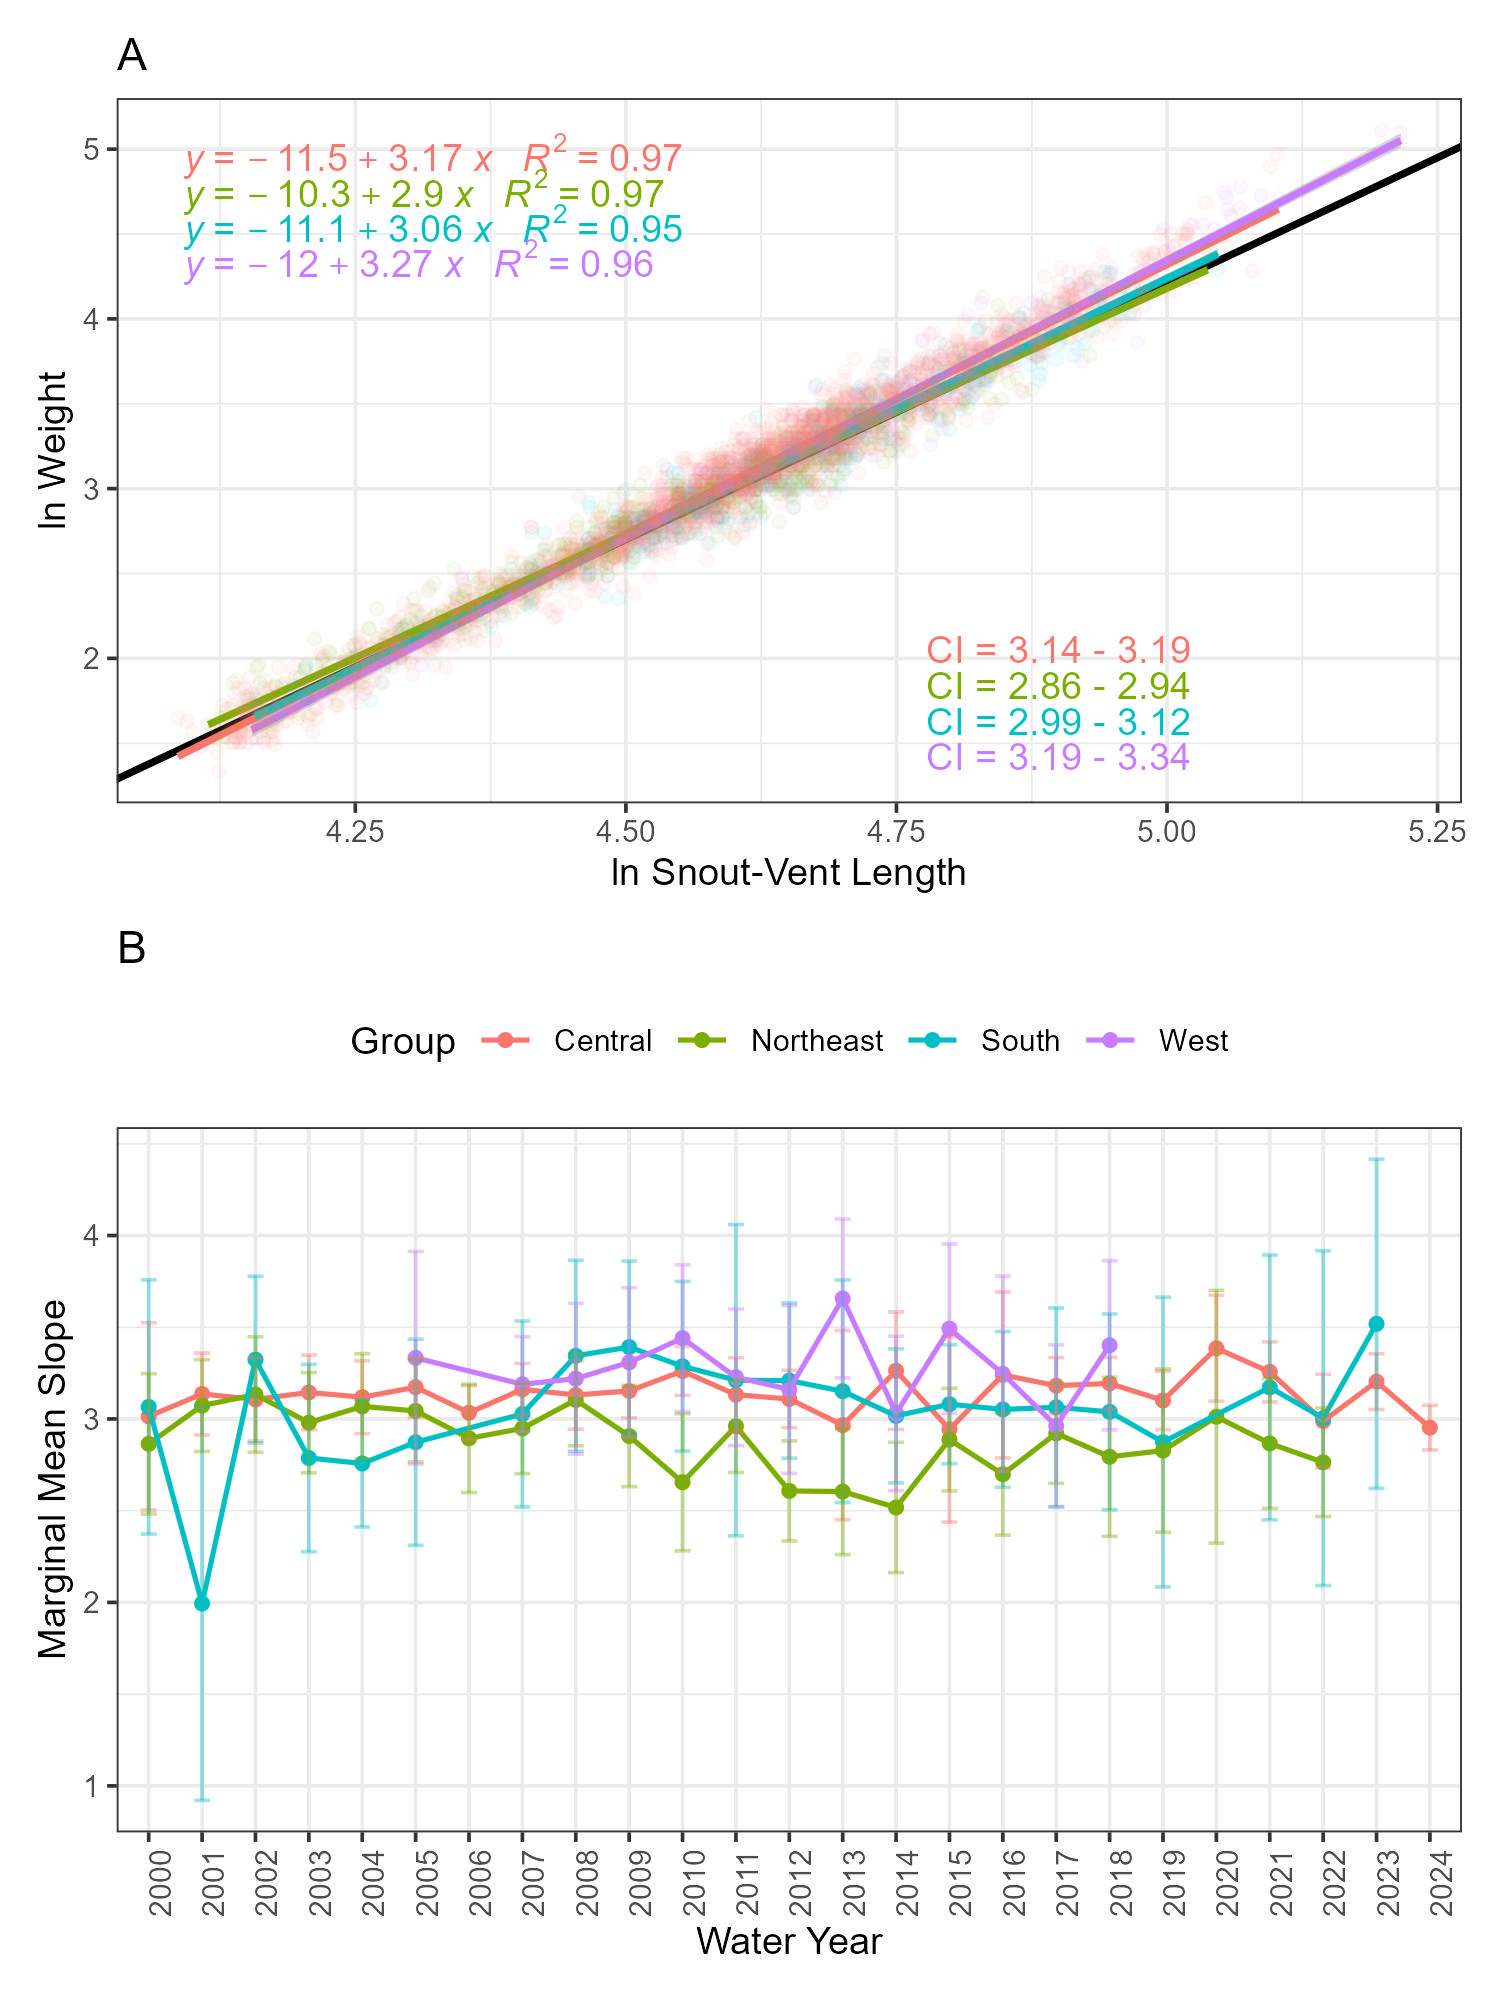 A
5
4
3
2
ln Weight
y = − 11.5 + 3.17 x R² = 0.97
y = − 10.3 + 2.9 x R² = 0.97
y = − 11.1 + 3.06 x R² = 0.95
y = − 12 + 3.27 x R² = 0.96
CI = 3.14 - 3.19
CI = 2.86 - 2.94
CI = 2.99 - 3.12
CI = 3.19 - 3.34
4.25 4.50 4.75 5.00 5.25
ln Snout-Vent Length
B
Group Central Northeast South West
4
3
2
1
Marginal Mean Slope
2000 2001 2002 2003 2004 2005 2006 2007 2008 2009 2010 2011 2012 2013 2014 2015 2016 2017 2018 2019 2020 2021 2022 2023 2024
Water Year